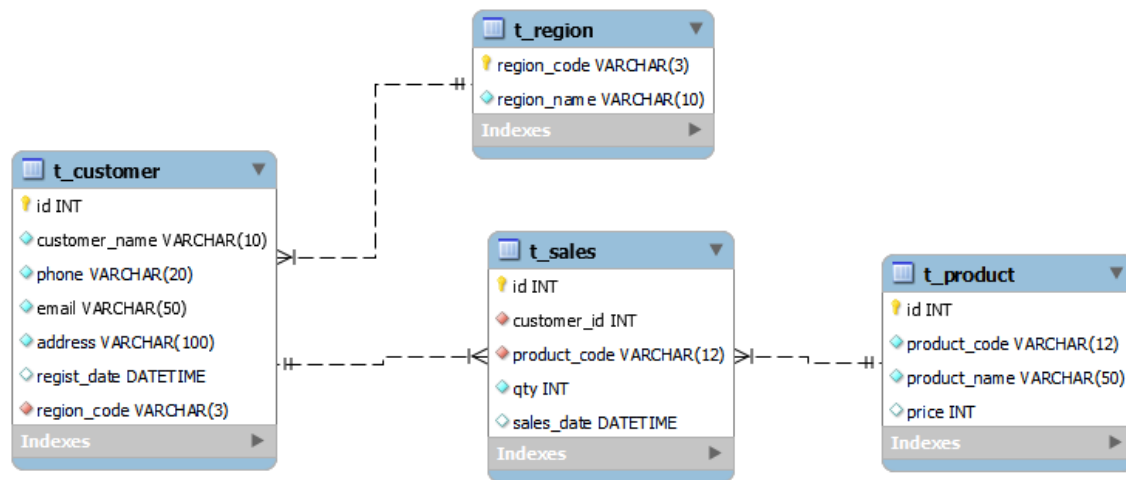 t_region
region_code VARCHAR(3)
region_name VARCHAR(10)
Indexes
t_customer
id INT
customer_name VARCHAR(10)
phone VARCHAR(20)
email VARCHAR(50)
address VARCHAR(100)
regist_date DATETIME
region_code VARCHAR(3)
Indexes
t_sales
id INT
customer_id INT
product_code VARCHAR(12)
qty INT
sales_date DATETIME
Indexes
t_product
id INT
product_code VARCHAR(12)
product_name VARCHAR(50)
price INT
Indexes